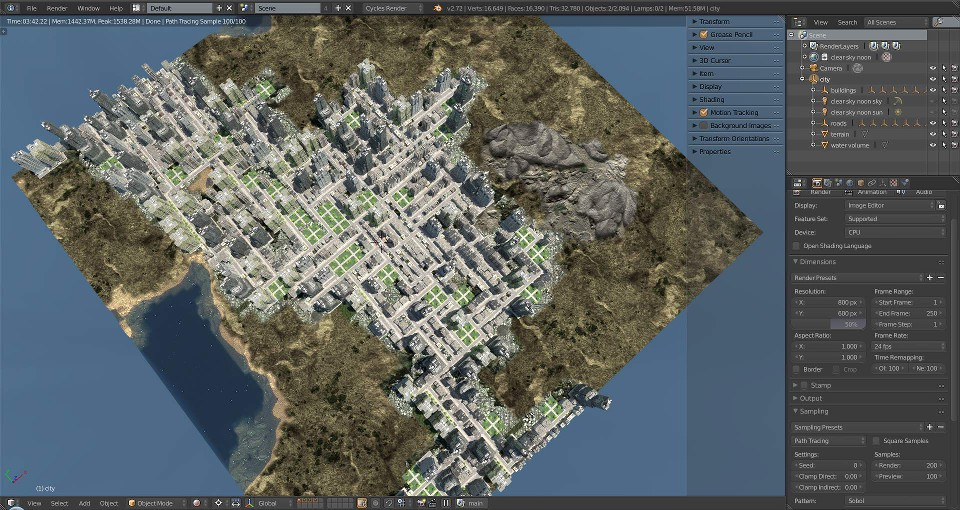 File Render Window Help Default Scene Cycles Render v2.72 | Verts:16,649 | Faces:16,390 | Tris:32,780 | Objects:2/2,094 | Lamps:0/2 | Mem:51.58M | city
Time:03:42.22 | Mem:1442.37M, Peak:1538.28M | Done | Path Tracing Sample 100/100
Transform
Grease Pencil
View
3D Cursor
Item
Display
Shading
Motion Tracking
Background Images
Transform Orientations
Properties
View Search All Scenes
Scene
RenderLayers
clear sky noon
Camera
city
buildings
clear sky noon sky
clear sky noon sun
roads
terrain
water volume
Render Animation Audio
Display: Image Editor
Feature Set: Supported
Device: CPU
Open Shading Language
Dimensions
Render Presets
Resolution: Frame Range:
X: 800 px Start Frame: 1
Y: 600 px End Frame: 250
50% Frame Step: 1
Aspect Ratio: Frame Rate:
X: 1.000 24 fps
Y: 1.000 Time Remapping:
Border Crop Ol: 100 Ne: 100
Stamp
Output
Sampling
Sampling Presets
Path Tracing Square Samples
Settings: Samples:
Seed: 0 Render: 200
Clamp Direct: 0.00 Preview: 100
Clamp Indirect: 0.00
Pattern: Sobol
(1) city
View Select Add Object Object Mode Global main